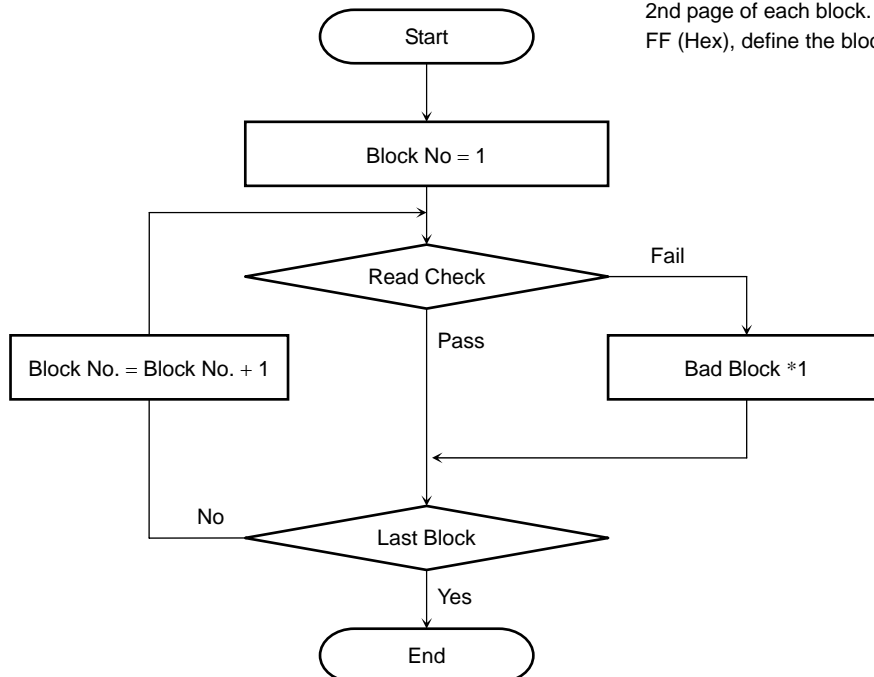 2nd page of each block.
FF (Hex), define the
Start
Block No = 1
Read Check
Fail
Pass
Block No. = Block No. + 1
Bad Block *1
No
Last Block
Yes
End